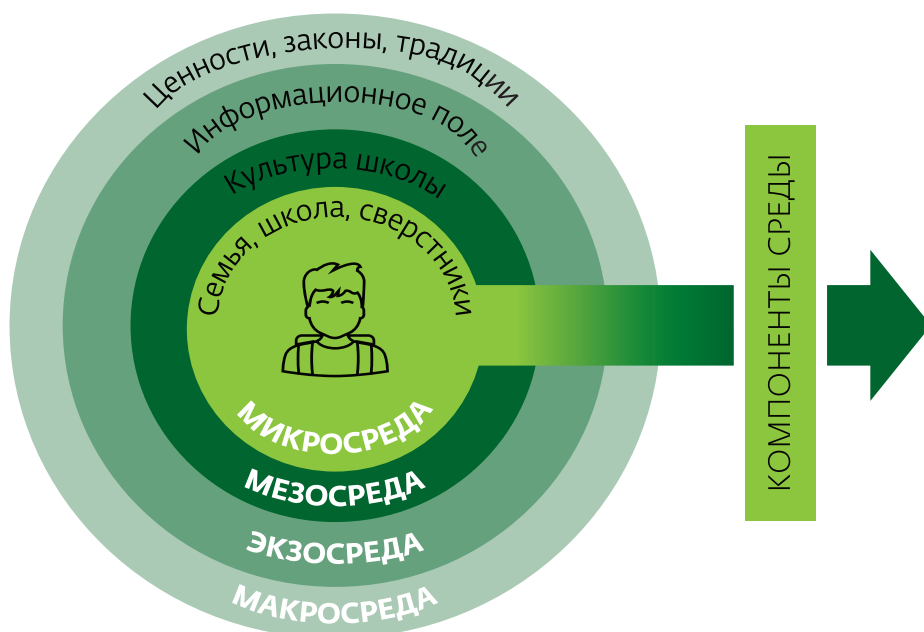 Ценности, законы, традиции
Информационное поле
Культура школы
Семья, школа, сверстники
МИКРОСРЕДА
МЕЗОСРЕДА
ЭКЗОСРЕДА
МАКРОСРЕДА
КОМПОНЕНТЫ СРЕДЫ